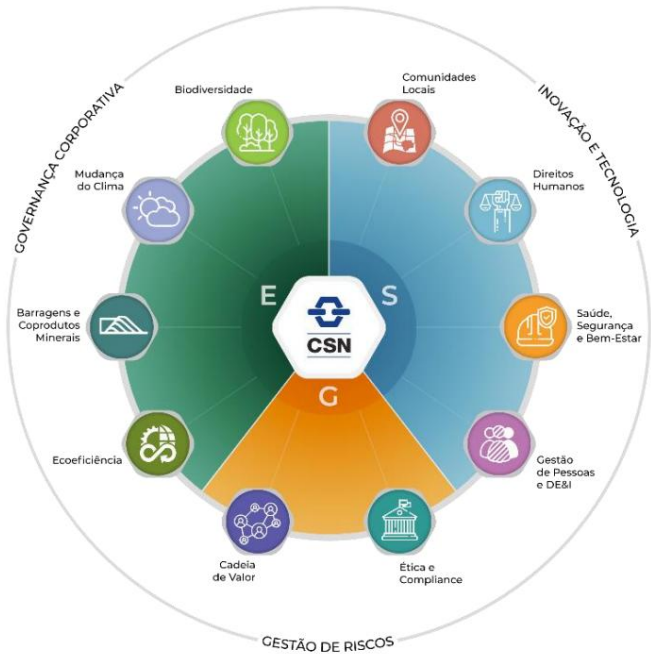 GOVERNANÇA CORPORATIVA
INOVAÇÃO E TECNOLOGIA
Biodiversidade
Comunidades
Locais
Mudança
do Clima
Direitos
Humanos
Barragens e
Coprodutos
Minerais
E
S
CSN
G
Saúde,
Segurança
e Bem-Estar
Ecoeficiência
Gestão
de Pessoas
e DE&I
Cadeia
de Valor
Ética e
Compliance
GESTÃO DE RISCOS